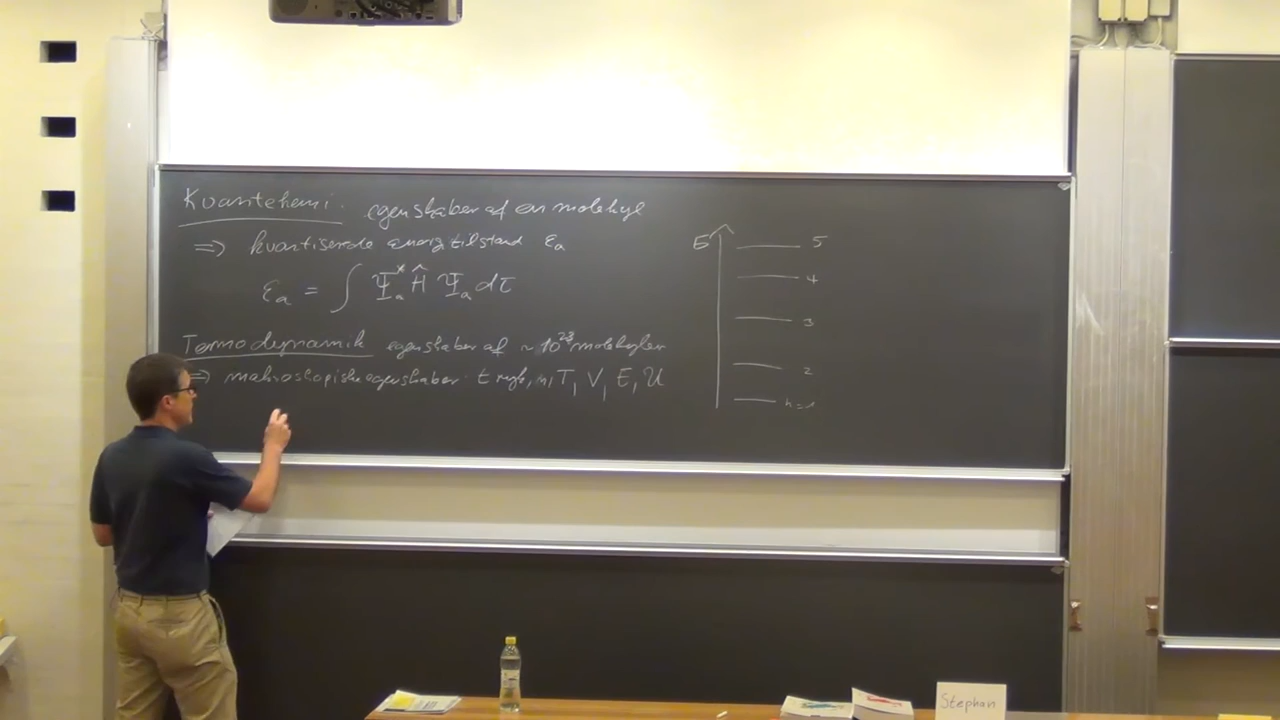 Kvantekemi. egenskaber af en molekyl
⇒ kvantiserede energitilstand εa
εa = ∫ Ψa* Ĥ Ψa dτ
Termodynamik egenskaber af ~ 10²³ molekyler
⇒ makroskopiske egenskaber. tryk, n, T, V, E, U
E
5
4
3
2
n=1
Stephan